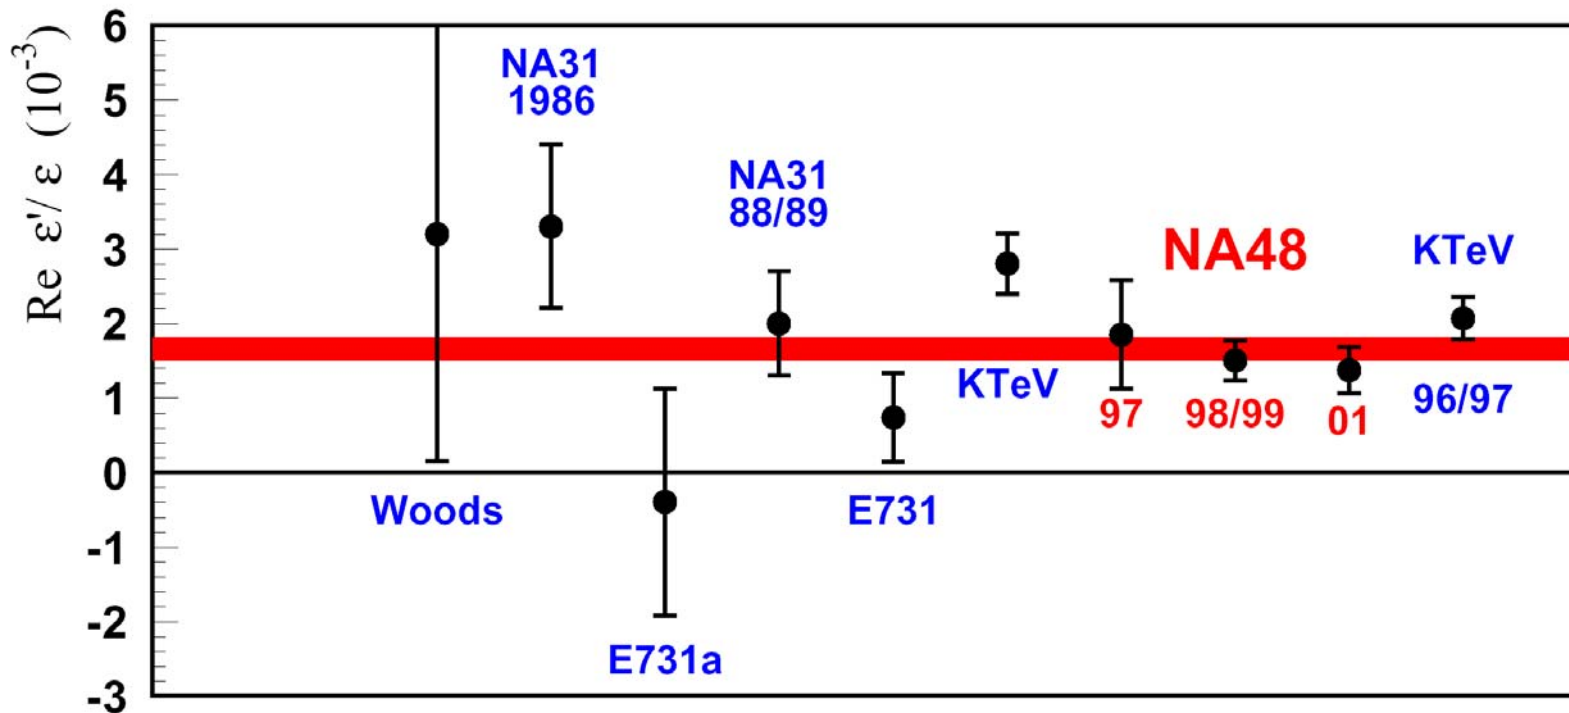 Re ε'/ ε (10⁻³)
6
5
4
3
2
1
0
-1
-2
-3
Woods
NA31
1986
E731a
NA31
88/89
E731
KTeV
NA48
97
98/99
01
KTeV
96/97